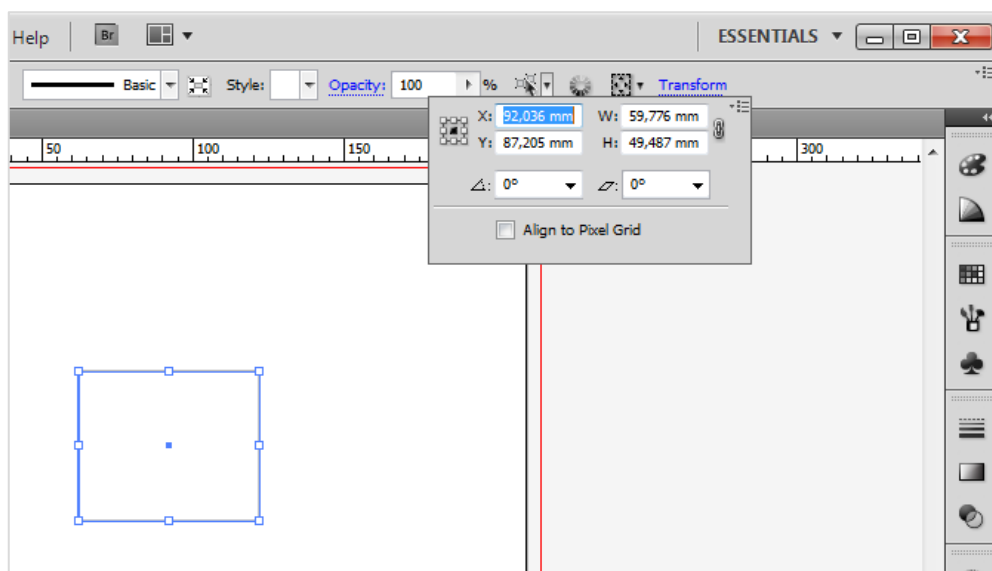 Help Br ESSENTIALS
Basic Style: Opacity: 100 % Transform
X: 92,036 mm W: 59,776 mm
Y: 87,205 mm H: 49,487 mm
50 100 150 300
: 0° : 0°
Align to Pixel Grid